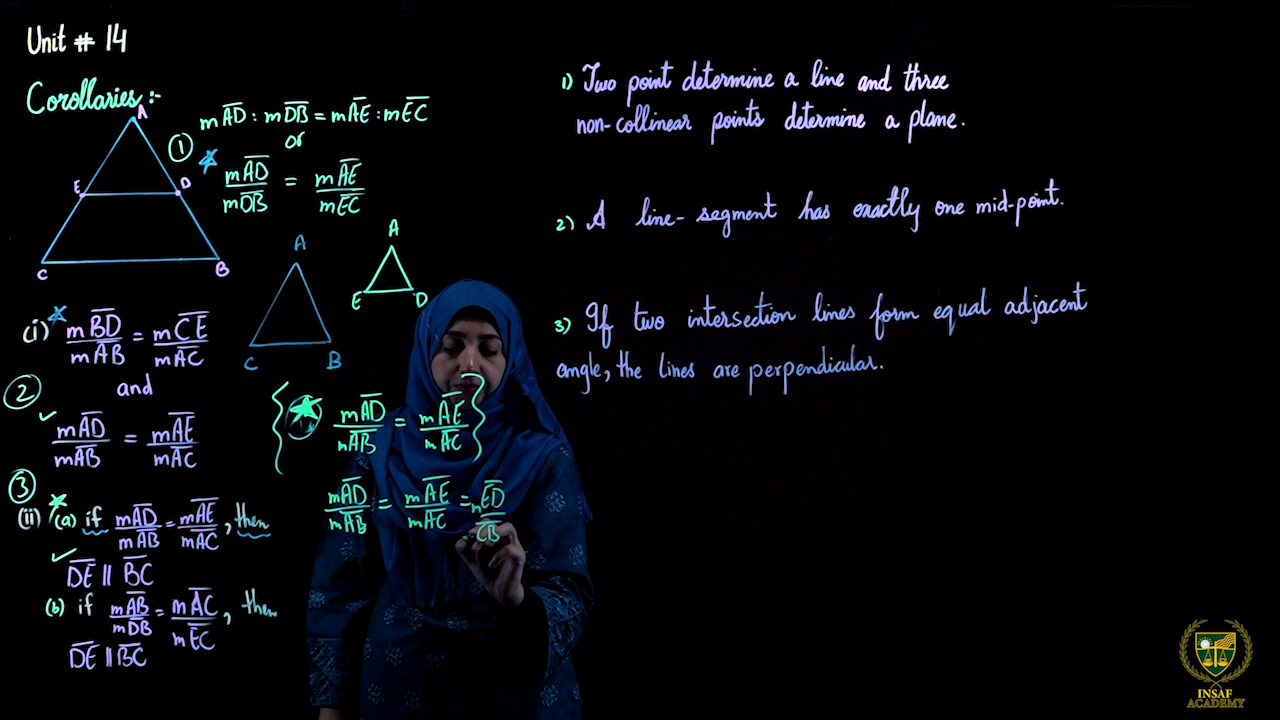 Unit # 14
Corollaries :-
A
E
D
C
B
①
mAD : mDB = mAE : mEC
or
* mAD/mDB = mAE/mEC
A
C
B
A
E
D
(i)* mBD/mAB = mCE/mAC
and
②
✓ mAD/mAB = mAE/mAC
③
(ii) *(a) if mAD/mAB = mAE/mAC, then
✓ DE || BC
(b) if mAB/mDB = mAC/mEC, then
DE || BC
{★ mAD/mAB = mAE/mAC}
mAD/mAB = mAE/mAC = mED/CB
1) Two point determine a line and three
non-collinear points determine a plane.
2) A line-segment has exactly one mid-point.
3) If two intersection lines form equal adjacent
angle, the lines are perpendicular.
INSAF
ACADEMY